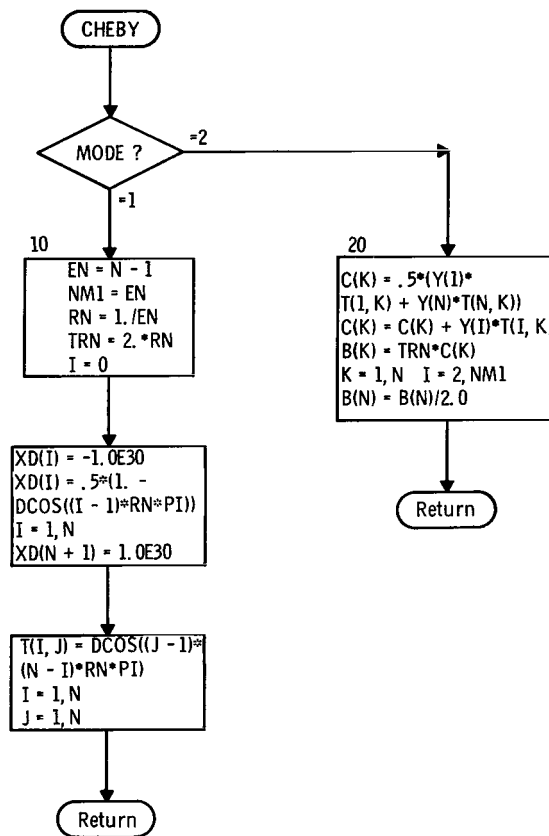 CHEBY
MODE ?
=2
=1
10
EN = N - 1
NM1 = EN
RN = 1./EN
TRN = 2.*RN
I = 0
XD(I) = -1.0E30
XD(I) = .5*(1. -
DCOS((I - 1)*RN*PI))
I = 1,N
XD(N + 1) = 1.0E30
T(I, J) = DCOS((J - 1)*
(N - I)*RN*PI)
I = 1,N
J = 1,N
Return
20
C(K) = .5*(Y(1)*
T(1, K) + Y(N)*T(N, K))
C(K) = C(K) + Y(I)*T(I, K)
B(K) = TRN*C(K)
K = 1, N I = 2, NM1
B(N) = B(N)/2.0
Return